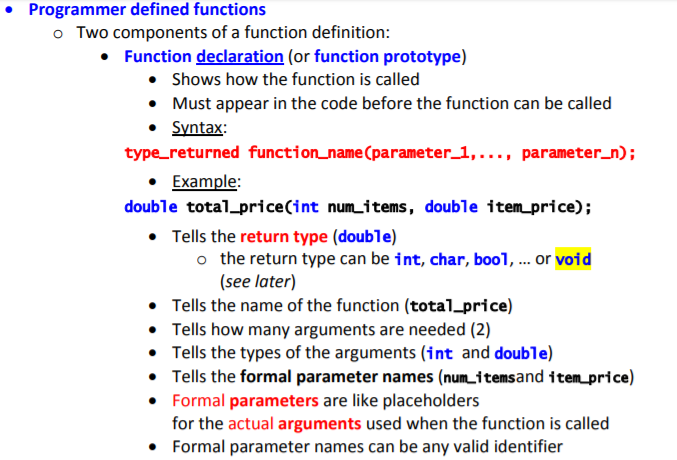 • Programmer defined functions
o Two components of a function definition:
• Function declaration (or function prototype)
• Shows how the function is called
• Must appear in the code before the function can be called
• Syntax:
type_returned function_name(parameter_1,..., parameter_n);
• Example:
double total_price(int num_items, double item_price);
• Tells the return type (double)
o the return type can be int, char, bool, … or void
(see later)
• Tells the name of the function (total_price)
• Tells how many arguments are needed (2)
• Tells the types of the arguments (int and double)
• Tells the formal parameter names (num_itemsand item_price)
• Formal parameters are like placeholders
for the actual arguments used when the function is called
• Formal parameter names can be any valid identifier